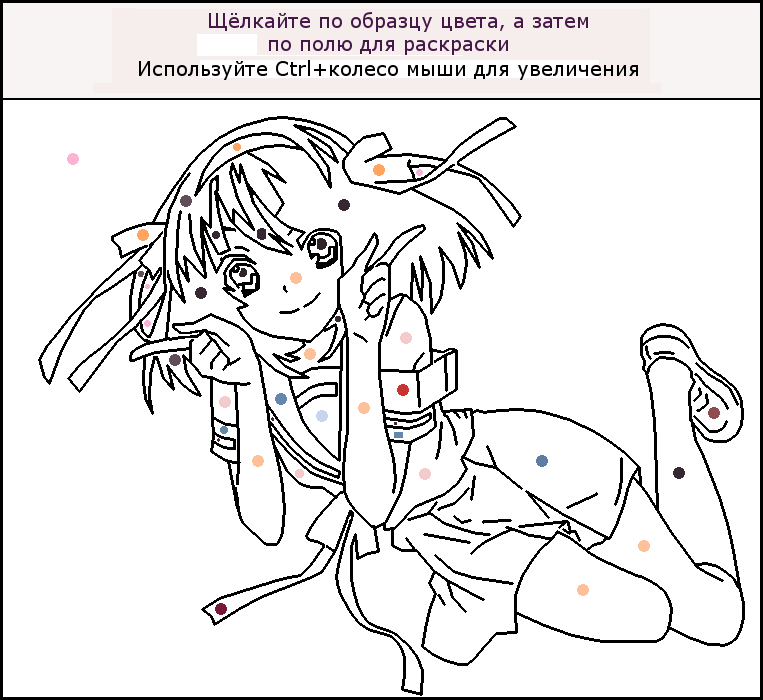 Щёлкайте по образцу цвета, а затем
по полю для раскраски
Используйте Ctrl+колесо мыши для увеличения